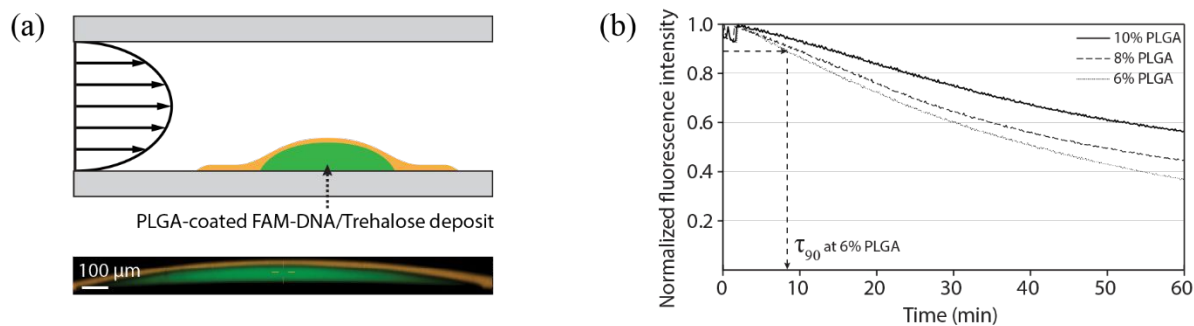 (a)
PLGA-coated FAM-DNA/Trehalose deposit
100 μm
(b)
Normalized fluorescence intensity
1.0
0.8
0.6
0.4
0.2
10% PLGA
8% PLGA
6% PLGA
τ90 at 6% PLGA
0 10 20 30 40 50 60
Time (min)